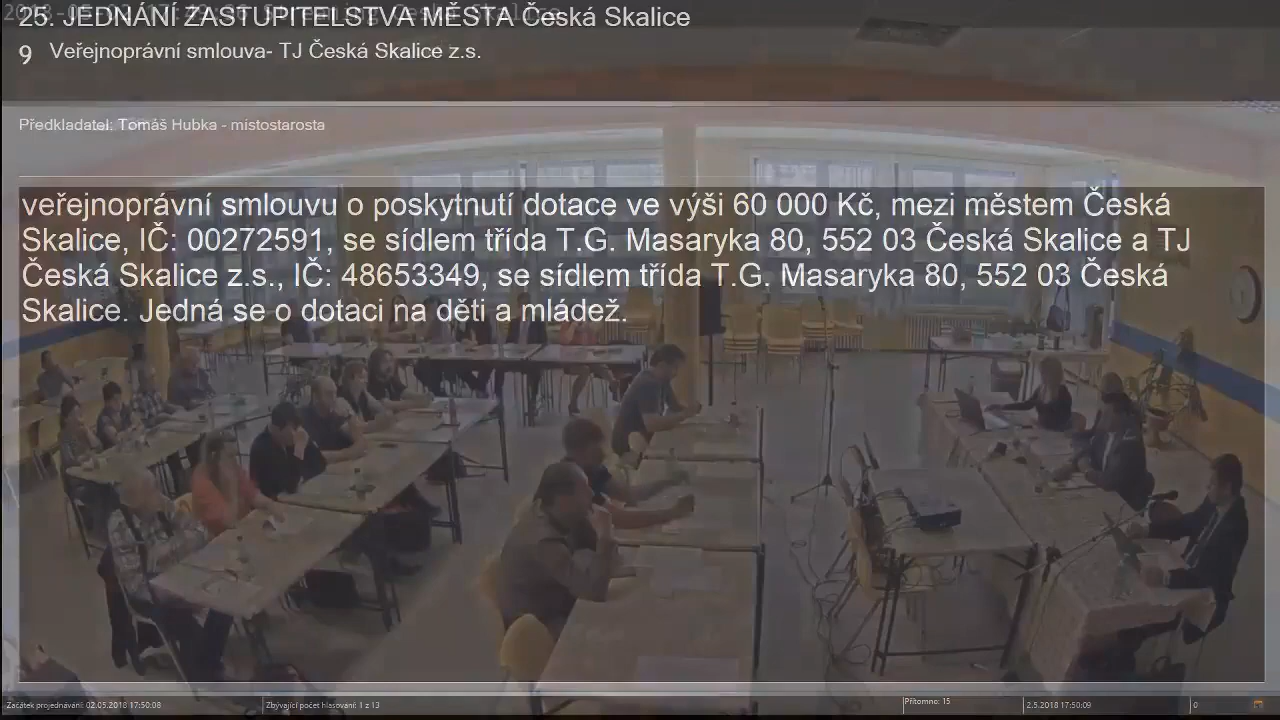 25. JEDNÁNÍ ZASTUPITELSTVA MĚSTA Česká Skalice
9 Veřejnoprávní smlouva- TJ Česká Skalice z.s.
Předkladatel: Tomáš Hubka - místostarosta
veřejnoprávní smlouvu o poskytnutí dotace ve výši 60 000 Kč, mezi městem Česká
Skalice, IČ: 00272591, se sídlem třída T.G. Masaryka 80, 552 03 Česká Skalice a TJ
Česká Skalice z.s., IČ: 48653349, se sídlem třída T.G. Masaryka 80, 552 03 Česká
Skalice. Jedná se o dotaci na děti a mládež.
Začátek projednávání: 02.05.2018 17:50:08 Zbývající počet hlasování: 1 z 13 Přítomno: 15 2.5.2018 17:50:09 0